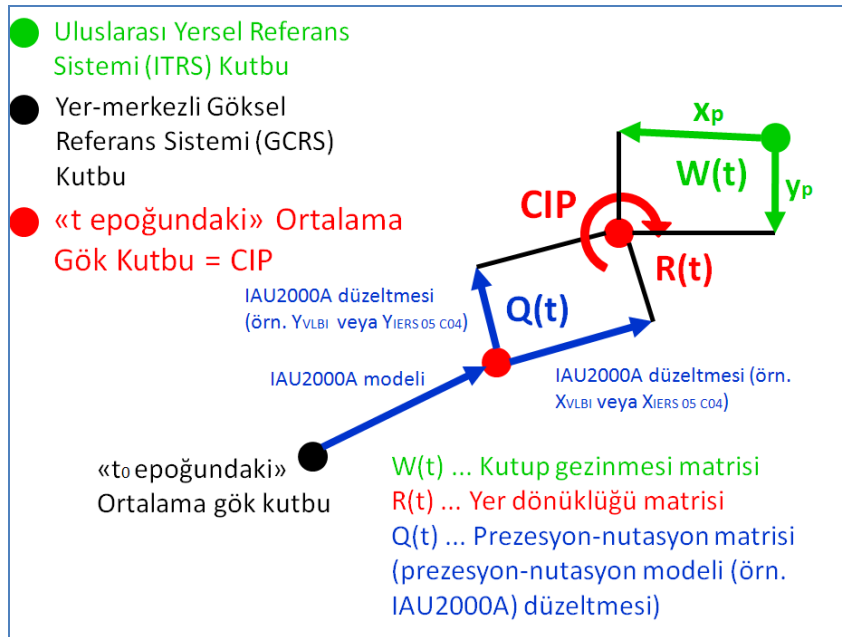 Uluslarası Yersel Referans
Sistemi (ITRS) Kutbu
Yer-merkezli Göksel
Referans Sistemi (GCRS)
Kutbu
«t epoğundaki» Ortalama
Gök Kutbu = CIP
xp
W(t)
yp
CIP
R(t)
IAU2000A düzeltmesi
(örn. YVLBI veya YIERS 05 C04)
Q(t)
IAU2000A modeli
IAU2000A düzeltmesi (örn.
XVLBI veya XIERS 05 C04)
«t0 epoğundaki»
Ortalama gök kutbu
W(t) ... Kutup gezinmesi matrisi
R(t) ... Yer dönüklüğü matrisi
Q(t) ... Prezesyon-nutasyon matrisi
(prezesyon-nutasyon modeli (örn.
IAU2000A) düzeltmesi)